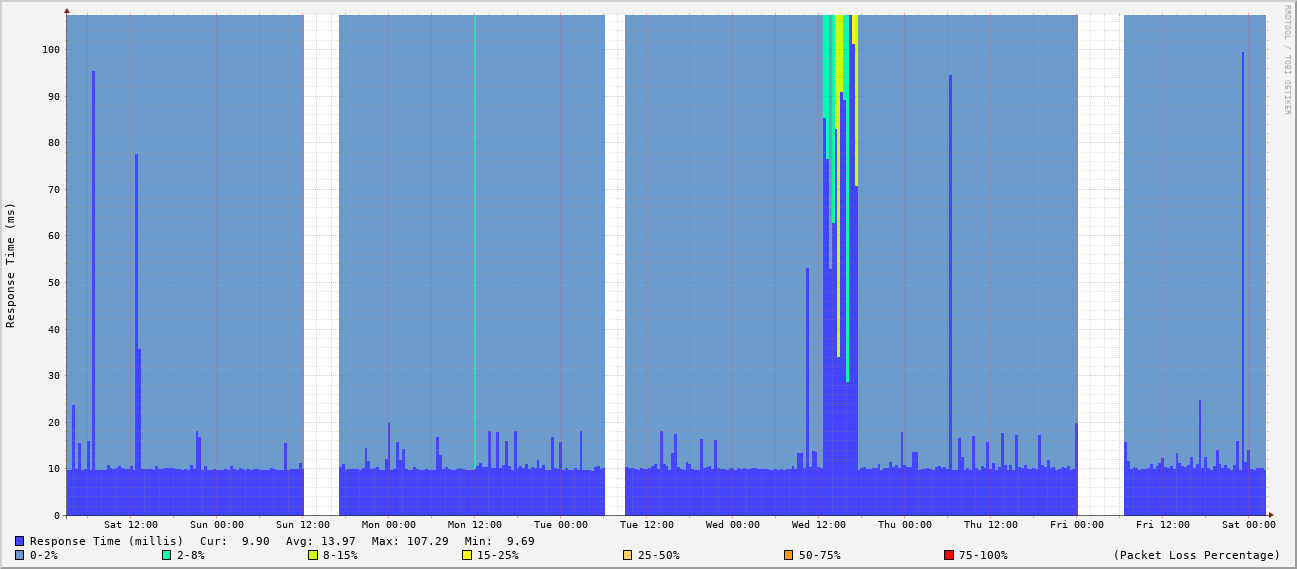 RRDTOOL / TOBI OETIKER
Response Time (ms)
100
90
80
70
60
50
40
30
20
10
0
Sat 12:00 Sun 00:00 Sun 12:00 Mon 00:00 Mon 12:00 Tue 00:00 Tue 12:00 Wed 00:00 Wed 12:00 Thu 00:00 Thu 12:00 Fri 00:00 Fri 12:00 Sat 00:00
Response Time (millis) Cur: 9.90 Avg: 13.97 Max: 107.29 Min: 9.69
0-2% 2-8% 8-15% 15-25% 25-50% 50-75% 75-100% (Packet Loss Percentage)